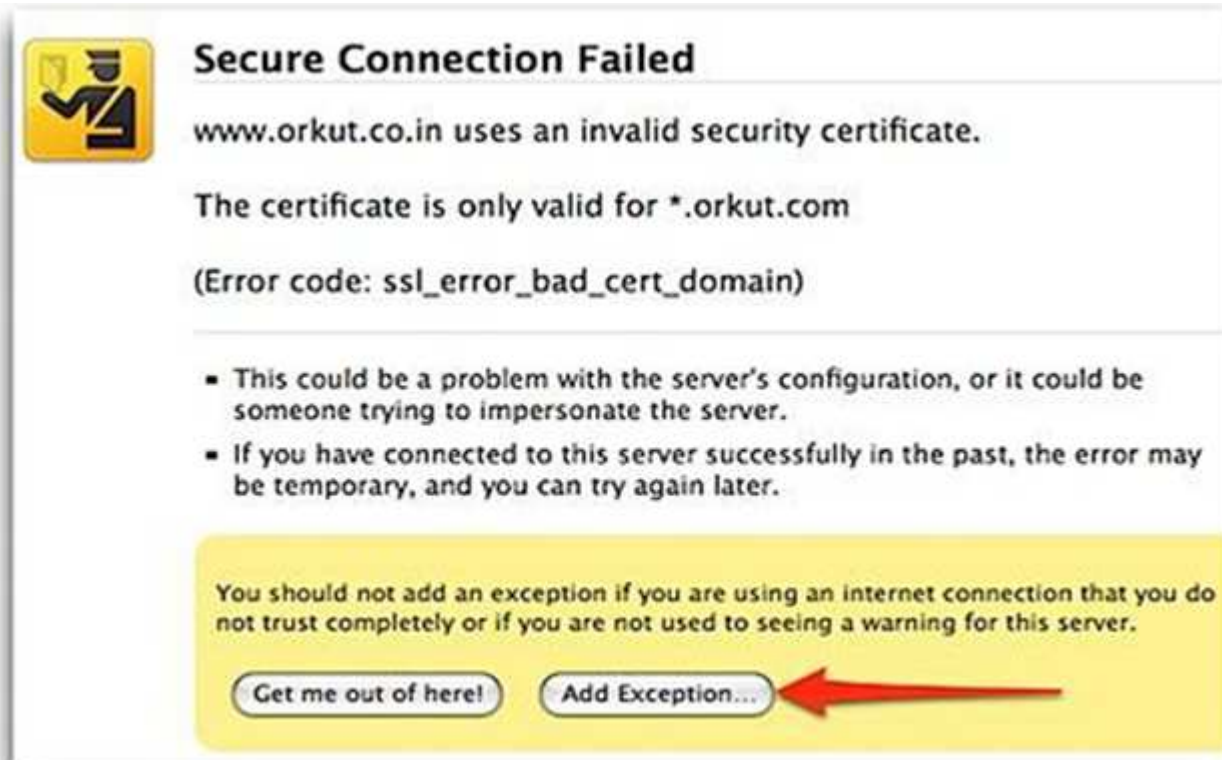 Secure Connection Failed
www.orkut.co.in uses an invalid security certificate.
The certificate is only valid for *.orkut.com
(Error code: ssl_error_bad_cert_domain)
▪ This could be a problem with the server's configuration, or it could be
someone trying to impersonate the server.
▪ If you have connected to this server successfully in the past, the error may
be temporary, and you can try again later.
You should not add an exception if you are using an internet connection that you do
not trust completely or if you are not used to seeing a warning for this server.
Get me out of here! Add Exception...